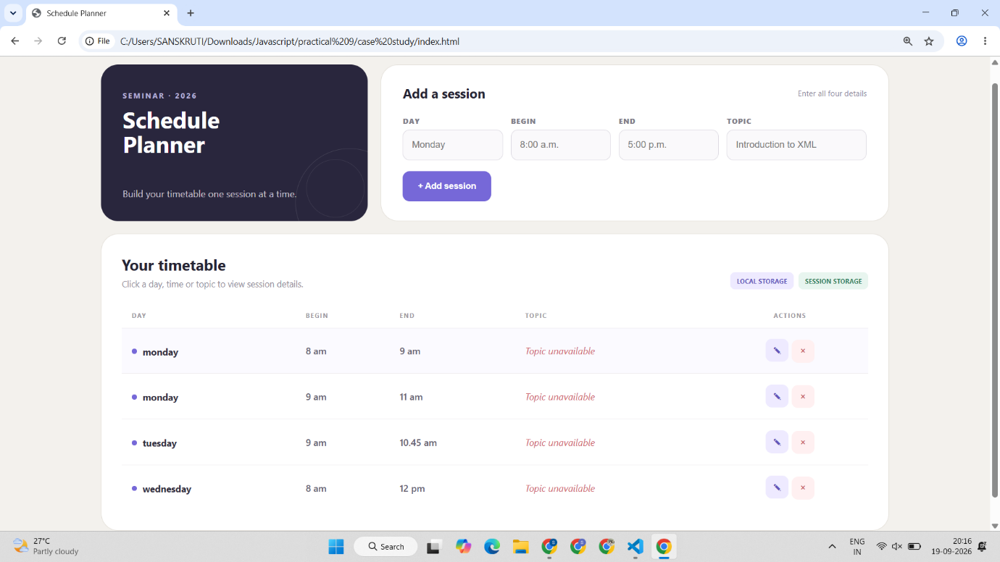 Schedule Planner
File
C:/Users/SANSKRUTI/Downloads/Javascript/practical%209/case%20study/index.html
SEMINAR · 2026
Schedule
Planner
Build your timetable one session at a time.
Add a session
Enter all four details
DAY BEGIN END TOPIC
Monday 8:00 a.m. 5:00 p.m. Introduction to XML
+ Add session
Your timetable
Click a day, time or topic to view session details.
LOCAL STORAGE SESSION STORAGE
DAY BEGIN END TOPIC ACTIONS
monday 8 am 9 am Topic unavailable
monday 9 am 11 am Topic unavailable
tuesday 9 am 10.45 am Topic unavailable
wednesday 8 am 12 pm Topic unavailable
27°C
Partly cloudy
Search
ENG
IN
20:16
19-09-2026